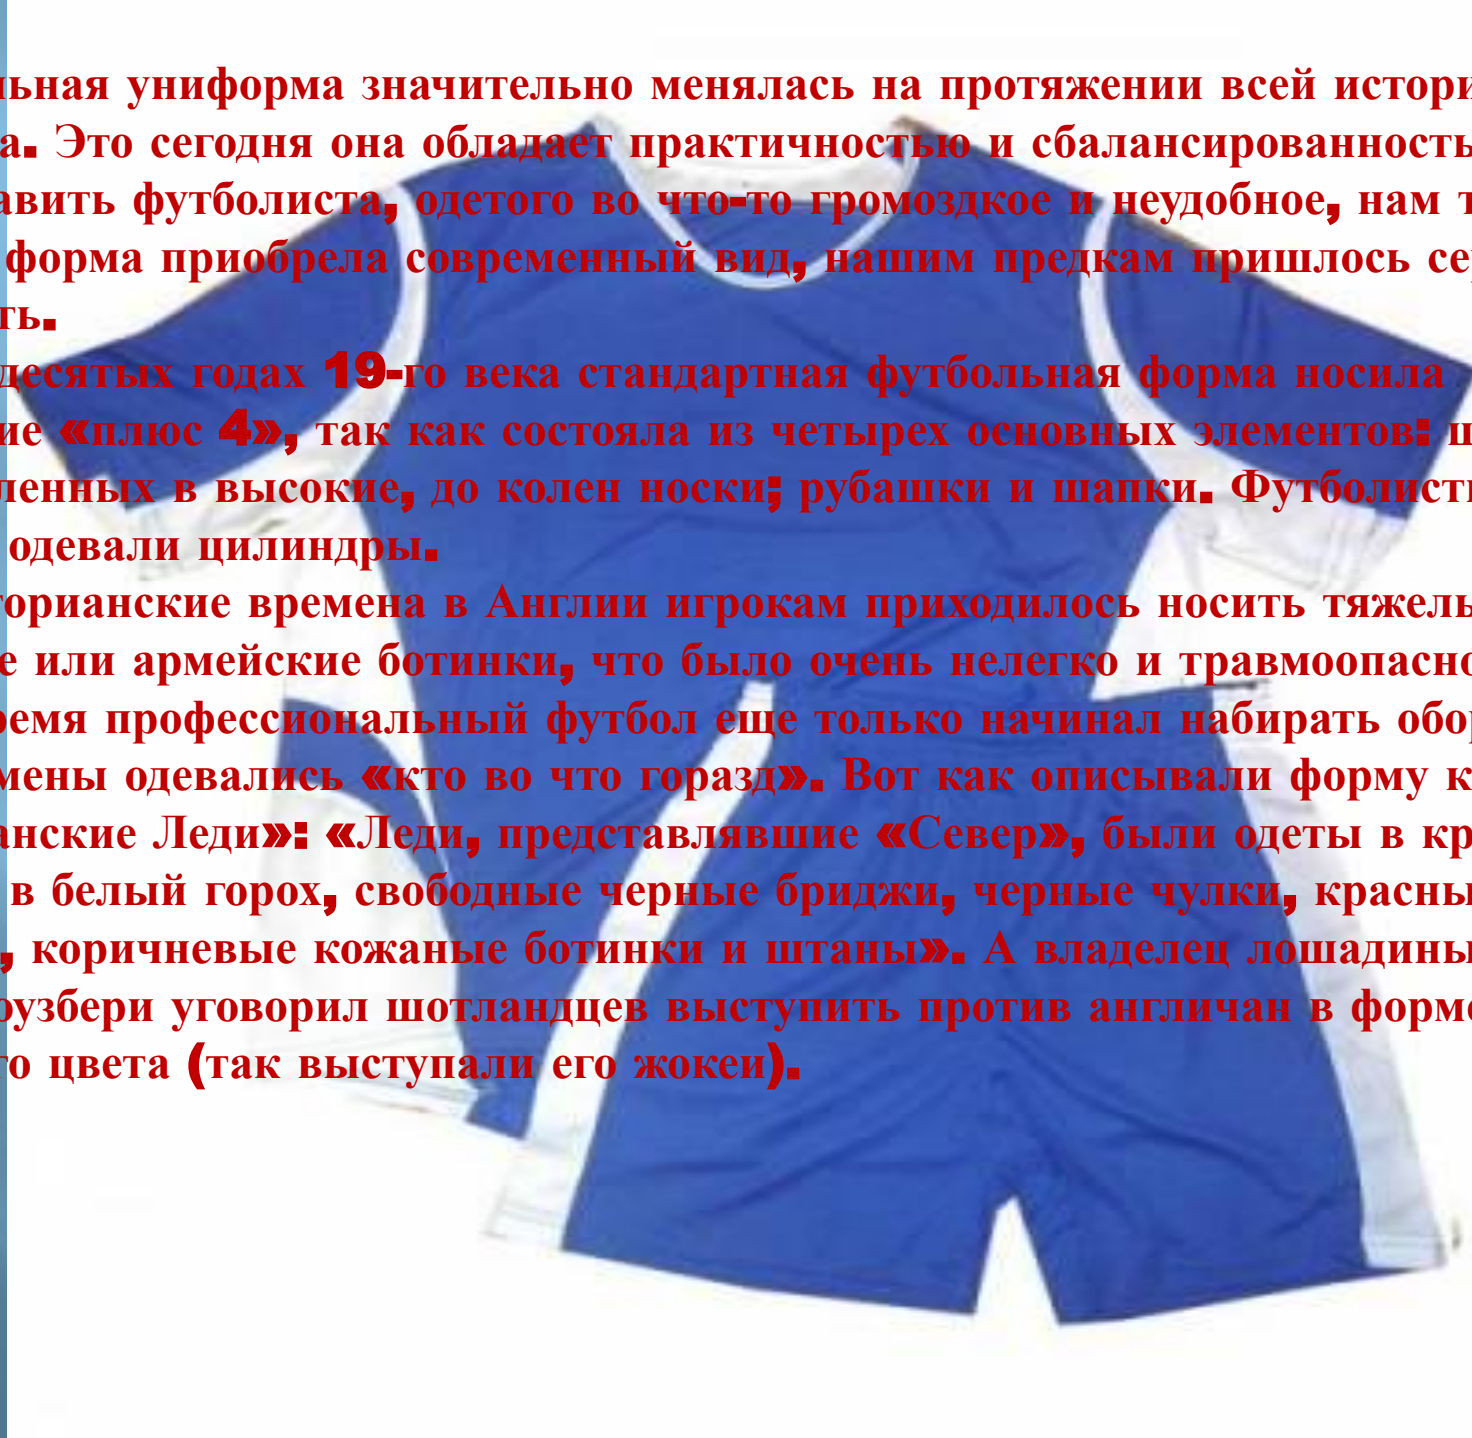 льная униформа значительно менялась на протяжении всей истори
а. Это сегодня она обладает практичностью и сбалансированность
авить футболиста, одетого во что-то громоздкое и неудобное, нам т
форма приобрела современный вид, нашим предкам пришлось се
ть.
десятых годах 19-го века стандартная футбольная форма носила
ие «плюс 4», так как состояла из четырех основных элементов: ш
ленных в высокие, до колен носки; рубашки и шапки. Футболист
одевали цилиндры.
торианские времена в Англии игрокам приходилось носить тяжел
е или армейские ботинки, что было очень нелегко и травмоопасно
ремя профессиональный футбол еще только начинал набирать обо
мены одевались «кто во что горазд». Вот как описывали форму к
анские Леди»: «Леди, представлявшие «Север», были одеты в кр
в белый горох, свободные черные бриджи, черные чулки, красны
, коричневые кожаные ботинки и штаны». А владелец лошадины
оузбери уговорил шотландцев выступить против англичан в форм
го цвета (так выступали его жокеи).